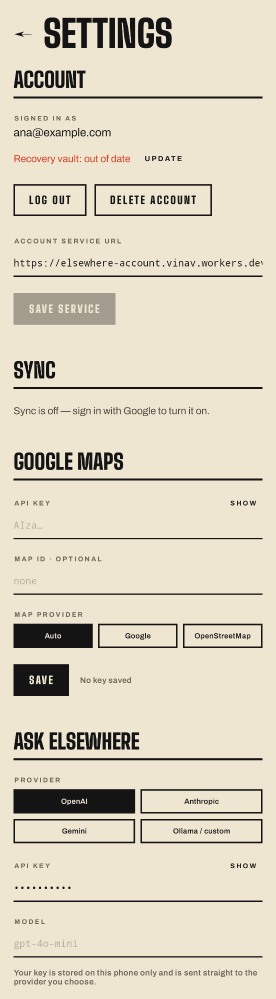 SETTINGS
ACCOUNT
SIGNED IN AS
ana@example.com
Recovery vault: out of date UPDATE
LOG OUT DELETE ACCOUNT
ACCOUNT SERVICE URL
https://elsewhere-account.vinav.workers.dev
SAVE SERVICE
SYNC
Sync is off — sign in with Google to turn it on.
GOOGLE MAPS
API KEY SHOW
AIza…
MAP ID · OPTIONAL
none
MAP PROVIDER
Auto Google OpenStreetMap
SAVE No key saved
ASK ELSEWHERE
PROVIDER
OpenAI Anthropic
Gemini Ollama / custom
API KEY SHOW
••••••••••
MODEL
gpt-4o-mini
Your key is stored on this phone only and is sent straight to the
provider you choose.